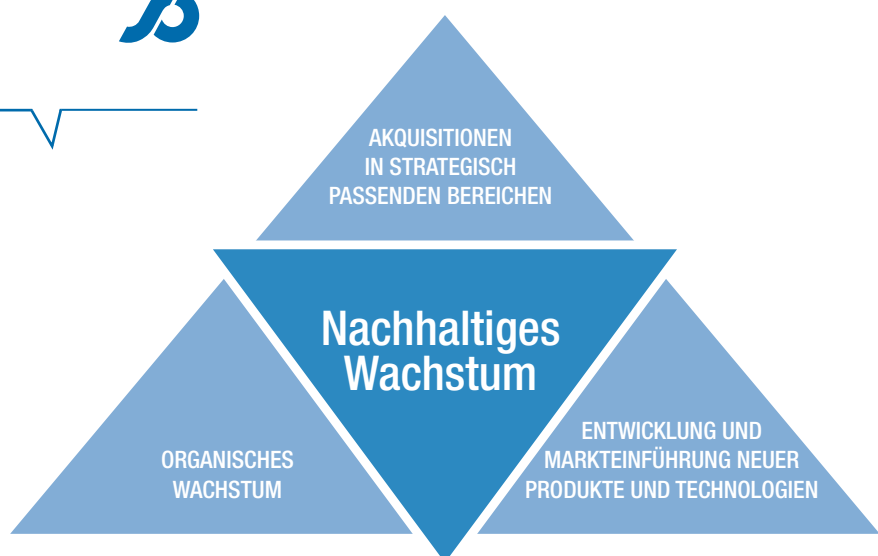 AKQUISITIONEN
IN STRATEGISCH
PASSENDEN BEREICHEN
Nachhaltiges
Wachstum
ORGANISCHES
WACHSTUM
ENTWICKLUNG UND
MARKTEINFÜHRUNG NEUER
PRODUKTE UND TECHNOLOGIEN